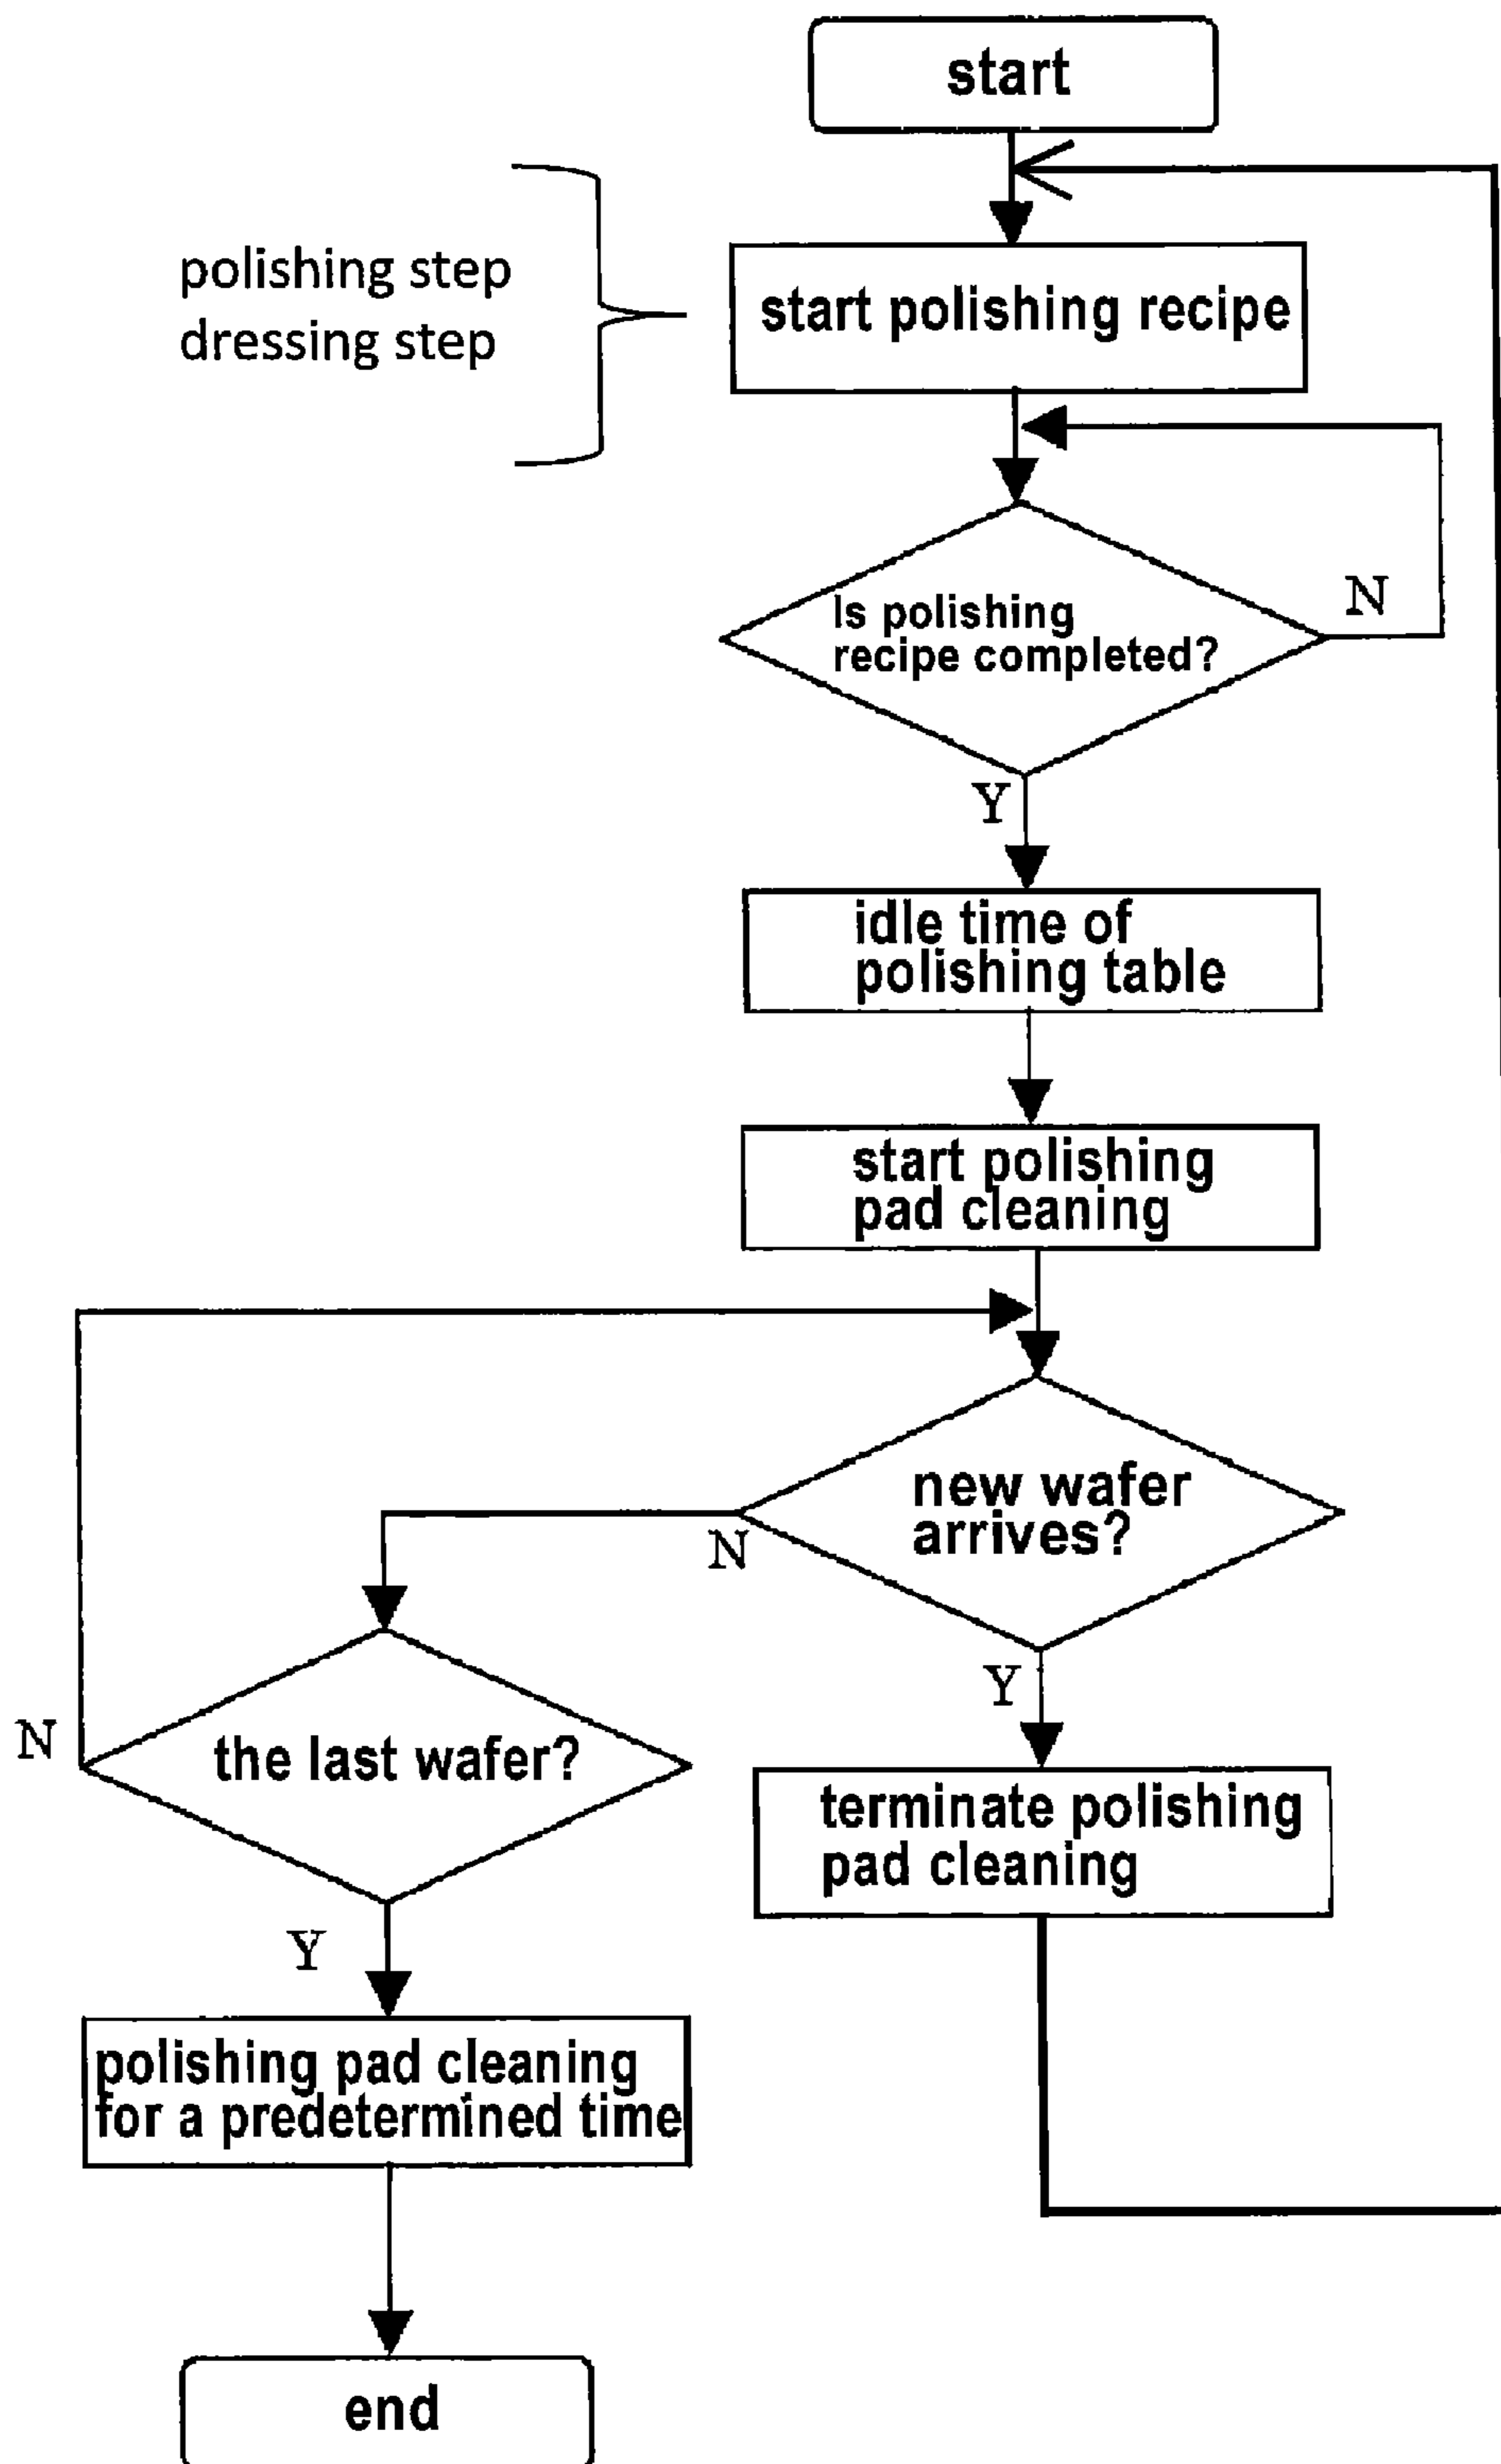 start
polishing step
dressing step
start polishing recipe
Is polishing
recipe completed?
N
Y
idle time of
polishing table
start polishing
pad cleaning
new wafer
arrives?
N
Y
the last wafer?
N
terminate polishing
pad cleaning
Y
polishing pad cleaning
for a predetermined time
end